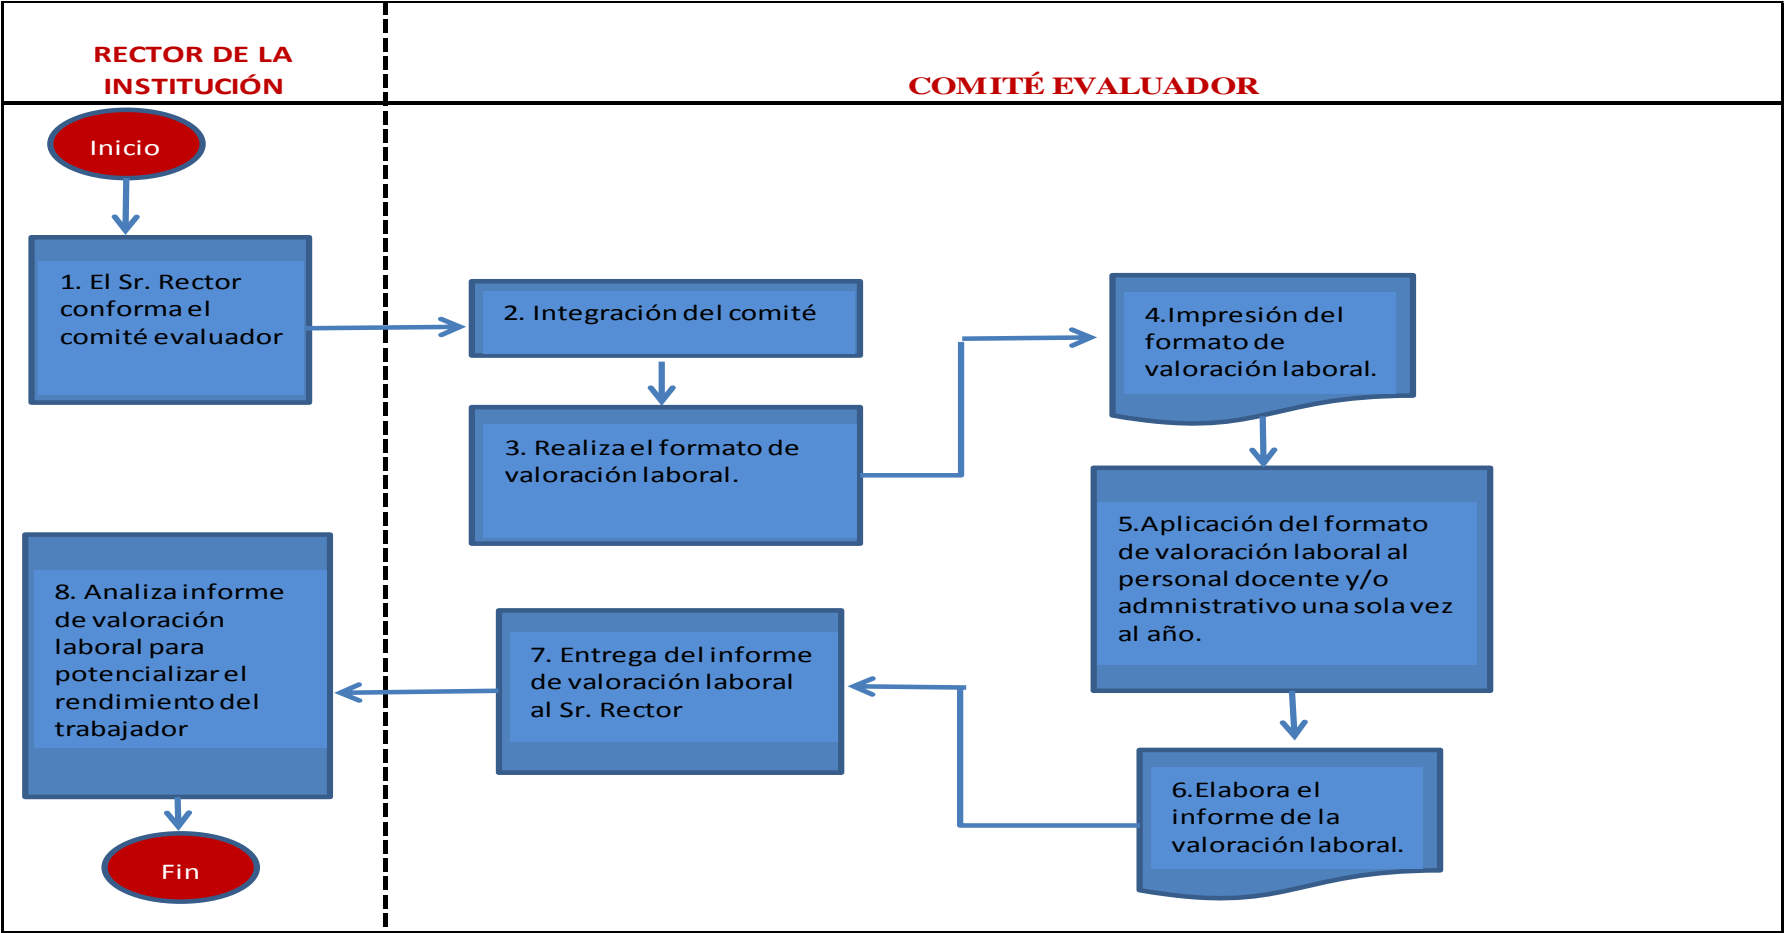 RECTOR DE LA
INSTITUCIÓN
COMITÉ EVALUADOR
Inicio
1. El Sr. Rector
conforma el
comité evaluador
2. Integración del comité
3. Realiza el formato de
valoración laboral.
4.Impresión del
formato de
valoración laboral.
5.Aplicación del formato
de valoración laboral al
personal docente y/o
admnistrativo una sola vez
al año.
6.Elabora el
informe de la
valoración laboral.
7. Entrega del informe
de valoración laboral
al Sr. Rector
8. Analiza informe
de valoración
laboral para
potencializar el
rendimiento del
trabajador
Fin